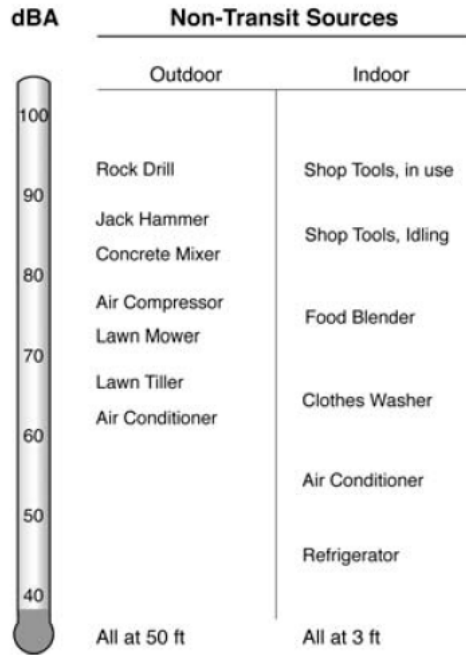 dBA Non-Transit Sources
Outdoor Indoor
100
Rock Drill Shop Tools, in use
90
Jack Hammer
Shop Tools, Idling
Concrete Mixer
80
Air Compressor
Food Blender
Lawn Mower
70
Lawn Tiller
Clothes Washer
Air Conditioner
60
Air Conditioner
50
Refrigerator
40
All at 50 ft All at 3 ft